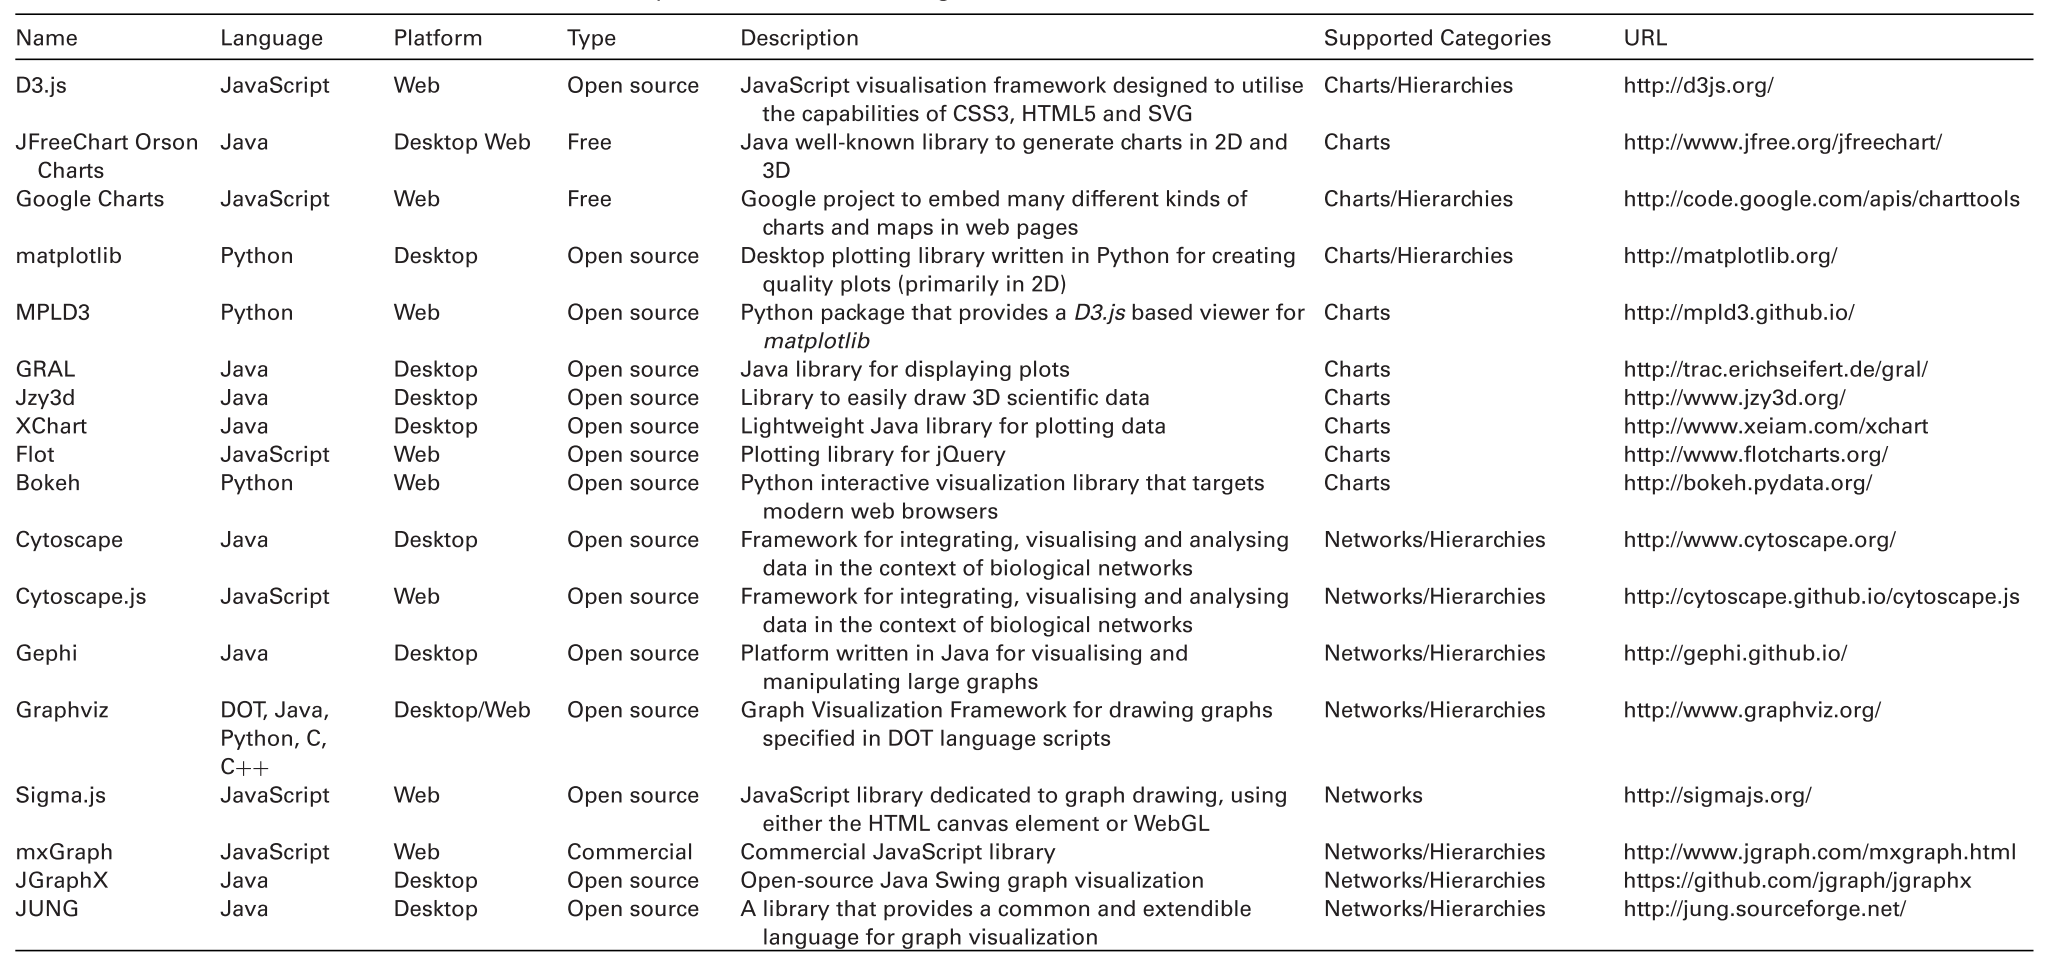 Name Language Platform Type Description Supported Categories URL
D3.js JavaScript Web Open source JavaScript visualisation framework designed to utilise Charts/Hierarchies http://d3js.org/
the capabilities of CSS3, HTML5 and SVG
JFreeChart Orson Java Desktop Web Free Java well-known library to generate charts in 2D and Charts http://www.jfree.org/jfreechart/
Charts 3D
Google Charts JavaScript Web Free Google project to embed many different kinds of Charts/Hierarchies http://code.google.com/apis/charttools
charts and maps in web pages
matplotlib Python Desktop Open source Desktop plotting library written in Python for creating Charts/Hierarchies http://matplotlib.org/
quality plots (primarily in 2D)
MPLD3 Python Web Open source Python package that provides a D3.js based viewer for Charts http://mpld3.github.io/
matplotlib
GRAL Java Desktop Open source Java library for displaying plots Charts http://trac.erichseifert.de/gral/
Jzy3d Java Desktop Open source Library to easily draw 3D scientific data Charts http://www.jzy3d.org/
XChart Java Desktop Open source Lightweight Java library for plotting data Charts http://www.xeiam.com/xchart
Flot JavaScript Web Open source Plotting library for jQuery Charts http://www.flotcharts.org/
Bokeh Python Web Open source Python interactive visualization library that targets Charts http://bokeh.pydata.org/
modern web browsers
Cytoscape Java Desktop Open source Framework for integrating, visualising and analysing Networks/Hierarchies http://www.cytoscape.org/
data in the context of biological networks
Cytoscape.js JavaScript Web Open source Framework for integrating, visualising and analysing Networks/Hierarchies http://cytoscape.github.io/cytoscape.js
data in the context of biological networks
Gephi Java Desktop Open source Platform written in Java for visualising and Networks/Hierarchies http://gephi.github.io/
manipulating large graphs
Graphviz DOT, Java, Desktop/Web Open source Graph Visualization Framework for drawing graphs Networks/Hierarchies http://www.graphviz.org/
Python, C, specified in DOT language scripts
C++
Sigma.js JavaScript Web Open source JavaScript library dedicated to graph drawing, using Networks http://sigmajs.org/
either the HTML canvas element or WebGL
mxGraph JavaScript Web Commercial Commercial JavaScript library Networks/Hierarchies http://www.jgraph.com/mxgraph.html
JGraphX Java Desktop Open source Open-source Java Swing graph visualization Networks/Hierarchies https://github.com/jgraph/jgraphx
JUNG Java Desktop Open source A library that provides a common and extendible Networks/Hierarchies http://jung.sourceforge.net/
language for graph visualization